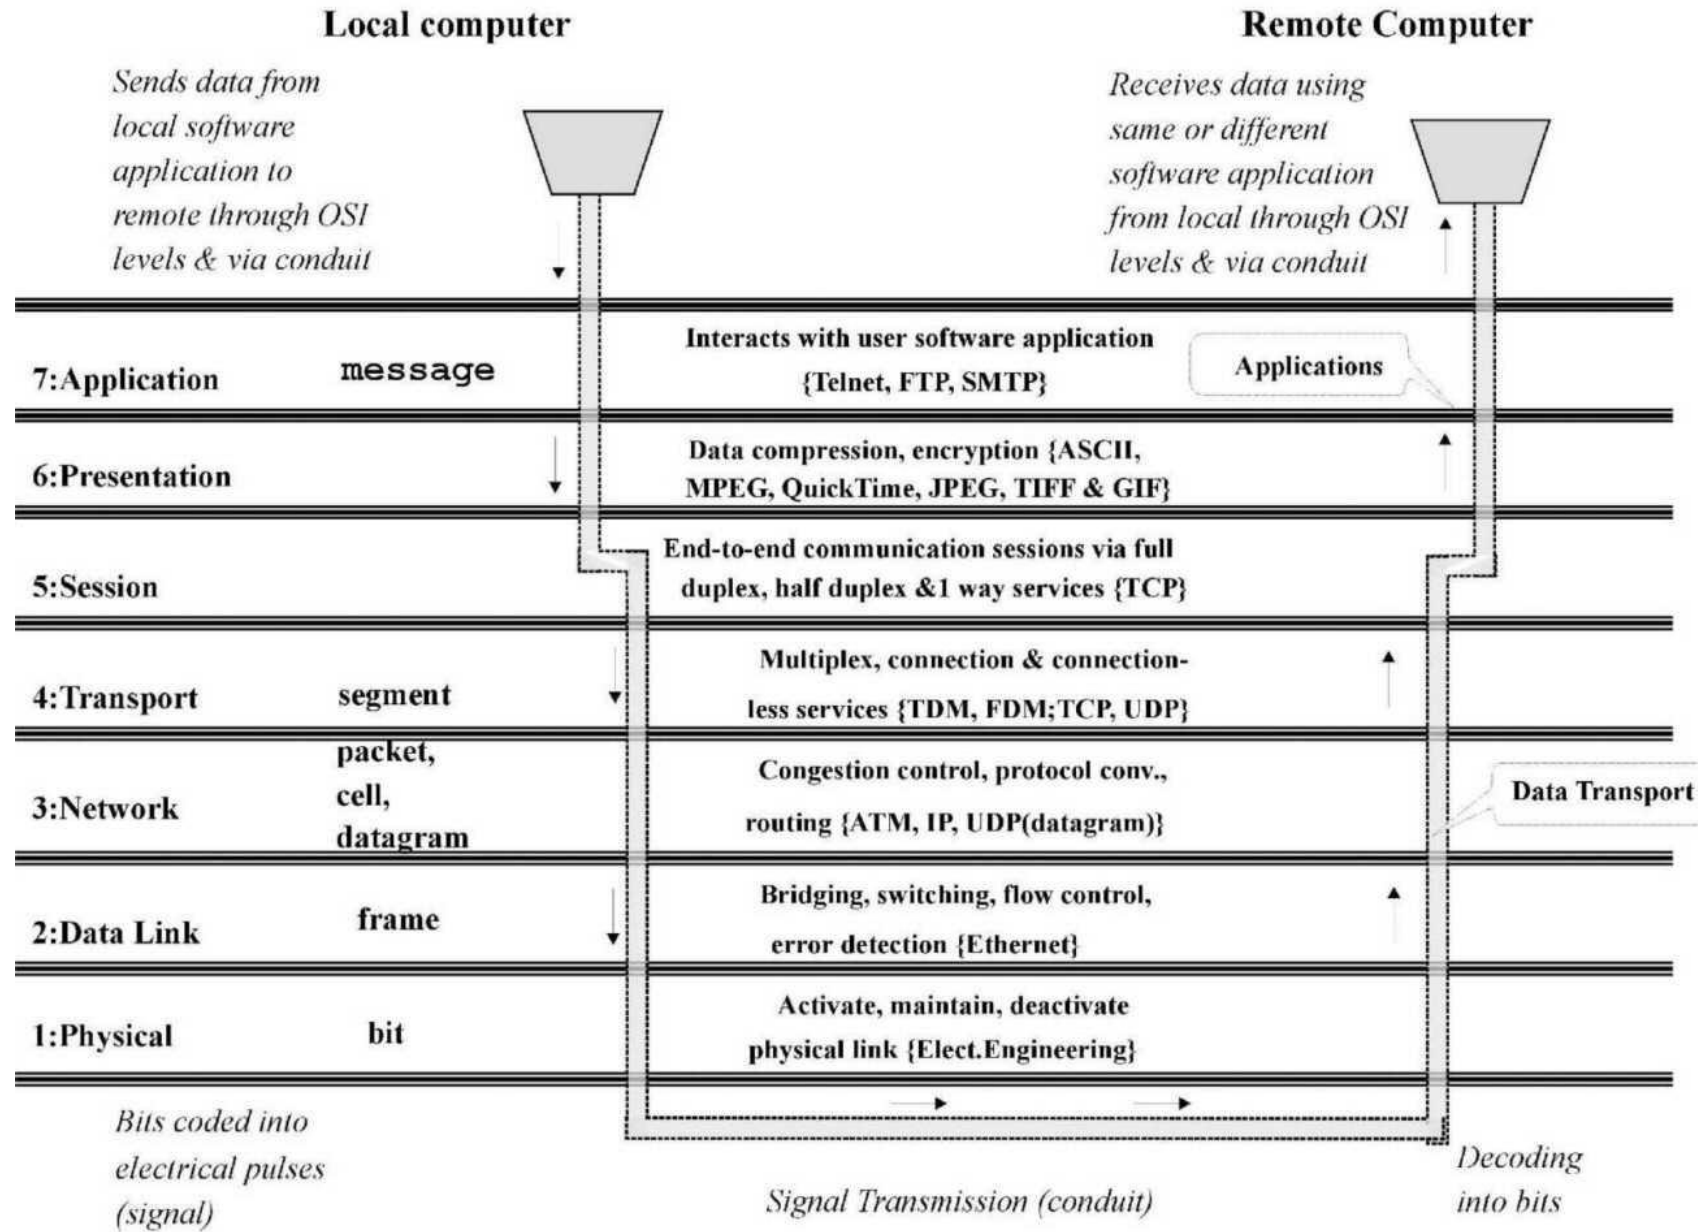 Local computer
Remote Computer
Sends data from
local software
application to
remote through OSI
levels & via conduit
Receives data using
same or different
software application
from local through OSI
levels & via conduit
7:Application
message
Interacts with user software application
{Telnet, FTP, SMTP}
Applications
6:Presentation
Data compression, encryption {ASCII,
MPEG, QuickTime, JPEG, TIFF & GIF}
5:Session
End-to-end communication sessions via full
duplex, half duplex &1 way services {TCP}
4:Transport
segment
Multiplex, connection & connection-
less services {TDM, FDM;TCP, UDP}
3:Network
packet,
cell,
datagram
Congestion control, protocol conv.,
routing {ATM, IP, UDP(datagram)}
Data Transport
2:Data Link
frame
Bridging, switching, flow control,
error detection {Ethernet}
1:Physical
bit
Activate, maintain, deactivate
physical link {Elect.Engineering}
Bits coded into
electrical pulses
(signal)
Signal Transmission (conduit)
Decoding
into bits